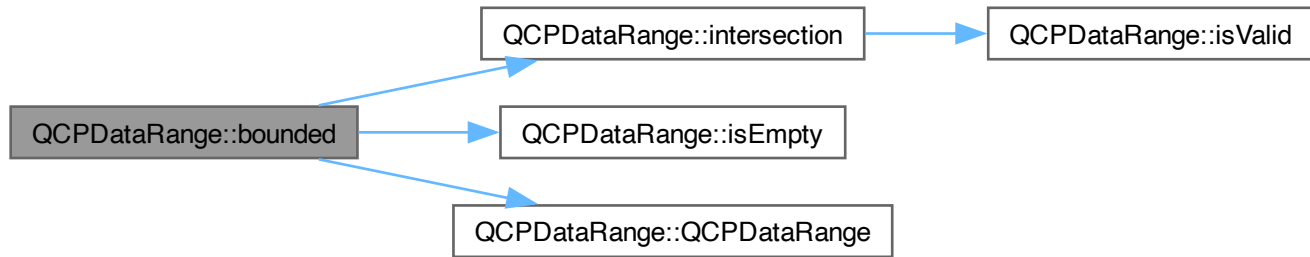 QCPDataRange::intersection
QCPDataRange::isValid
QCPDataRange::bounded
QCPDataRange::isEmpty
QCPDataRange::QCPDataRange